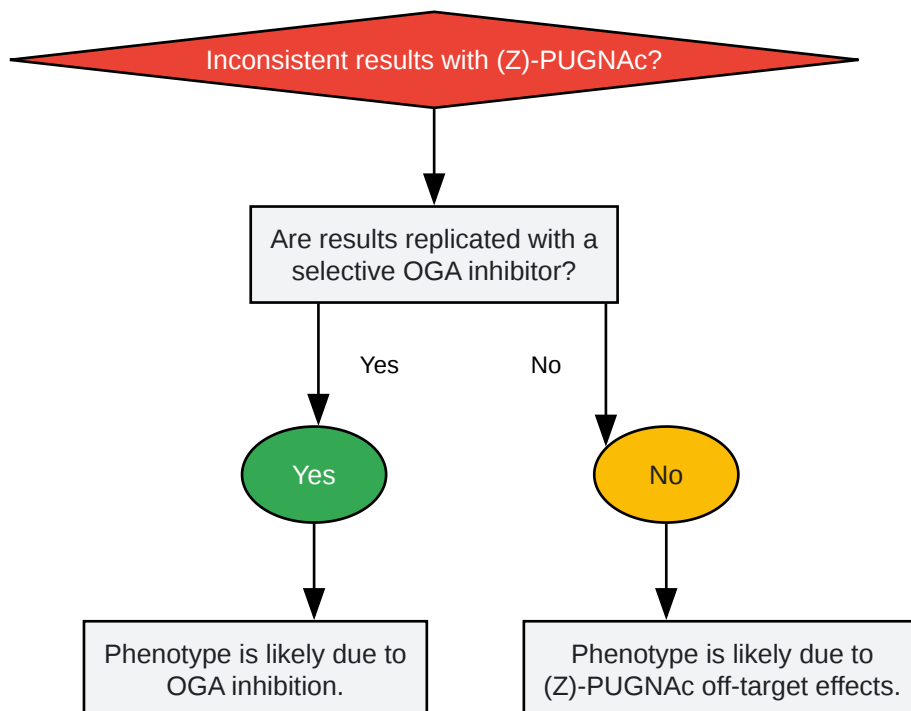 Inconsistent results with (Z)-PUGNAc?
Are results replicated with a
selective OGA inhibitor?
Yes
No
Yes
No
Phenotype is likely due to
OGA inhibition.
Phenotype is likely due to
(Z)-PUGNAc off-target effects.